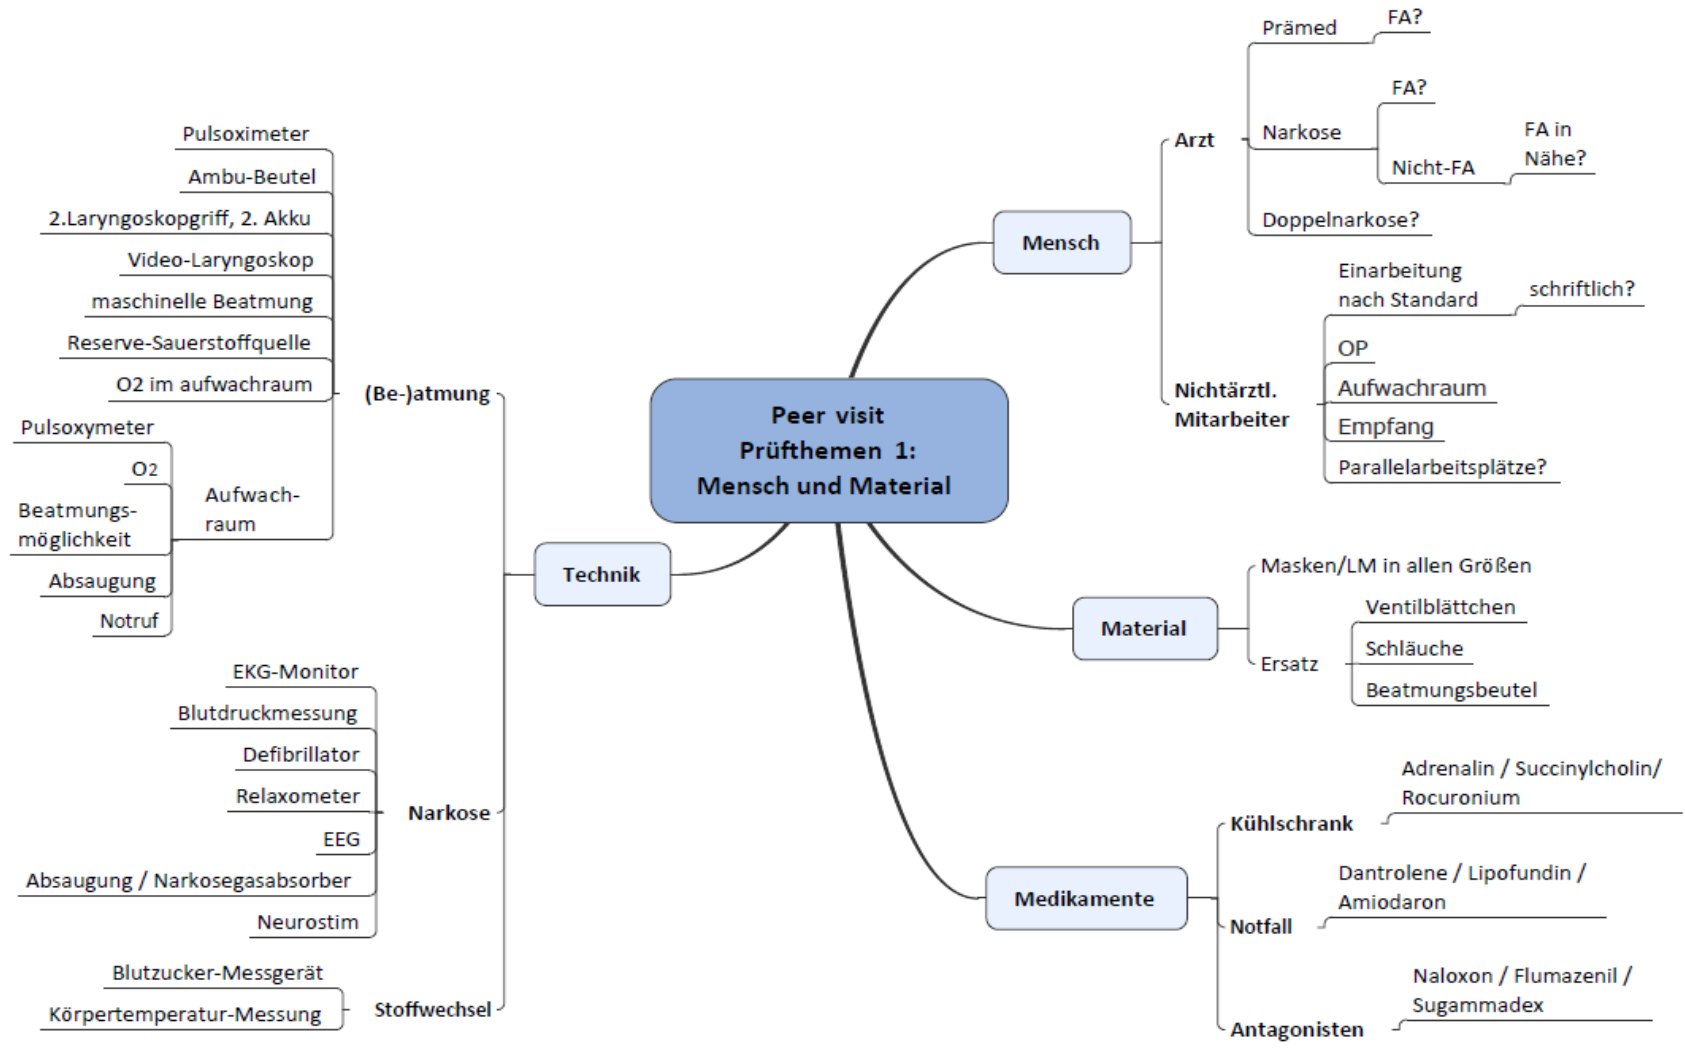 Peer visit
Prüfthemen 1:
Mensch und Material
Mensch
Arzt
Prämed
FA?
Narkose
FA?
Nicht-FA
FA in
Nähe?
Doppelnarkose?
Nichtärztl.
Mitarbeiter
Einarbeitung
nach Standard
schriftlich?
OP
Aufwachraum
Empfang
Parallelarbeitsplätze?
Material
Masken/LM in allen Größen
Ersatz
Ventilblättchen
Schläuche
Beatmungsbeutel
Medikamente
Kühlschrank
Adrenalin / Succinylcholin/
Rocuronium
Notfall
Dantrolene / Lipofundin /
Amiodaron
Antagonisten
Naloxon / Flumazenil /
Sugammadex
Technik
(Be-)atmung
Pulsoximeter
Ambu-Beutel
2.Laryngoskopgriff, 2. Akku
Video-Laryngoskop
maschinelle Beatmung
Reserve-Sauerstoffquelle
O2 im aufwachraum
Aufwach-
raum
Pulsoxymeter
O2
Beatmungs-
möglichkeit
Absaugung
Notruf
Narkose
EKG-Monitor
Blutdruckmessung
Defibrillator
Relaxometer
EEG
Absaugung / Narkosegasabsorber
Neurostim
Stoffwechsel
Blutzucker-Messgerät
Körpertemperatur-Messung